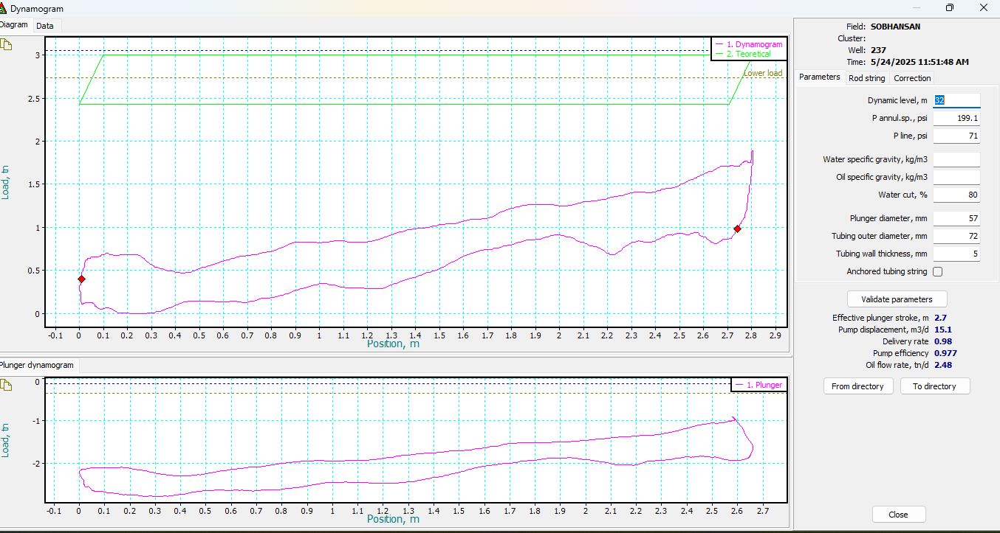 Dynamogram
Diagram Data
1. Dynamogram
2. Teoretical
Lower load
3
2.5
2
1.5
1
0.5
0
Load, tn
-0.1 0 0.1 0.2 0.3 0.4 0.5 0.6 0.7 0.8 0.9 1 1.1 1.2 1.3 1.4 1.5 1.6 1.7 1.8 1.9 2 2.1 2.2 2.3 2.4 2.5 2.6 2.7 2.8 2.9
Position, m
Plunger dynamogram
1. Plunger
0
-1
-2
Load, tn
-0.1 0 0.1 0.2 0.3 0.4 0.5 0.6 0.7 0.8 0.9 1 1.1 1.2 1.3 1.4 1.5 1.6 1.7 1.8 1.9 2 2.1 2.2 2.3 2.4 2.5 2.6 2.7
Position, m
Field: SOBHANSAN
Cluster:
Well: 237
Time: 5/24/2025 11:51:48 AM
Parameters Rod string Correction
Dynamic level, m 32
P annul.sp., psi 199.1
P line, psi 71
Water specific gravity, kg/m3
Oil specific gravity, kg/m3
Water cut, % 80
Plunger diameter, mm 57
Tubing outer diameter, mm 72
Tubing wall thickness, mm 5
Anchored tubing string
Validate parameters
Effective plunger stroke, m 2.7
Pump displacement, m3/d 15.1
Delivery rate 0.98
Pump efficiency 0.977
Oil flow rate, tn/d 2.48
From directory To directory
Close